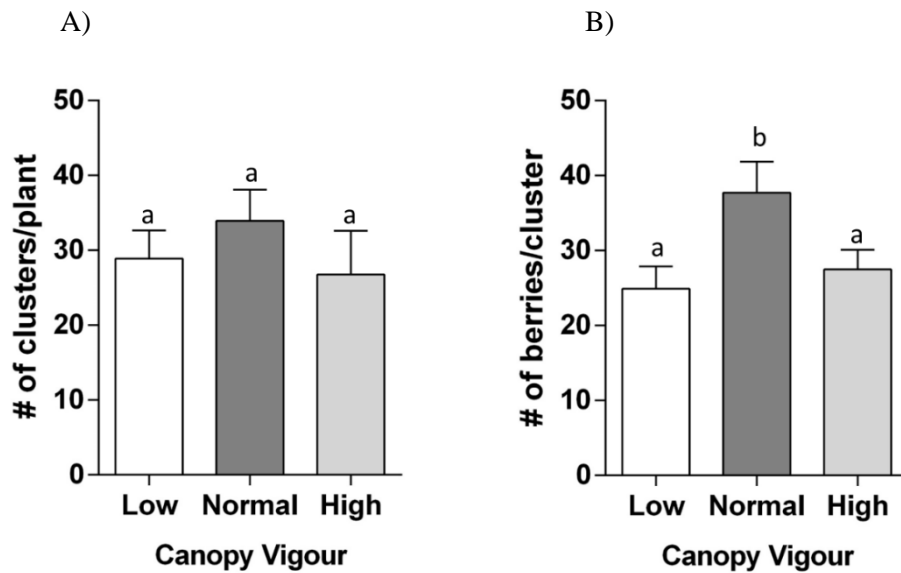 A)
50
40
30
20
10
0
# of clusters/plant
a
a
a
Low Normal High
Canopy Vigour
B)
50
40
30
20
10
0
# of berries/cluster
a
b
a
Low Normal High
Canopy Vigour